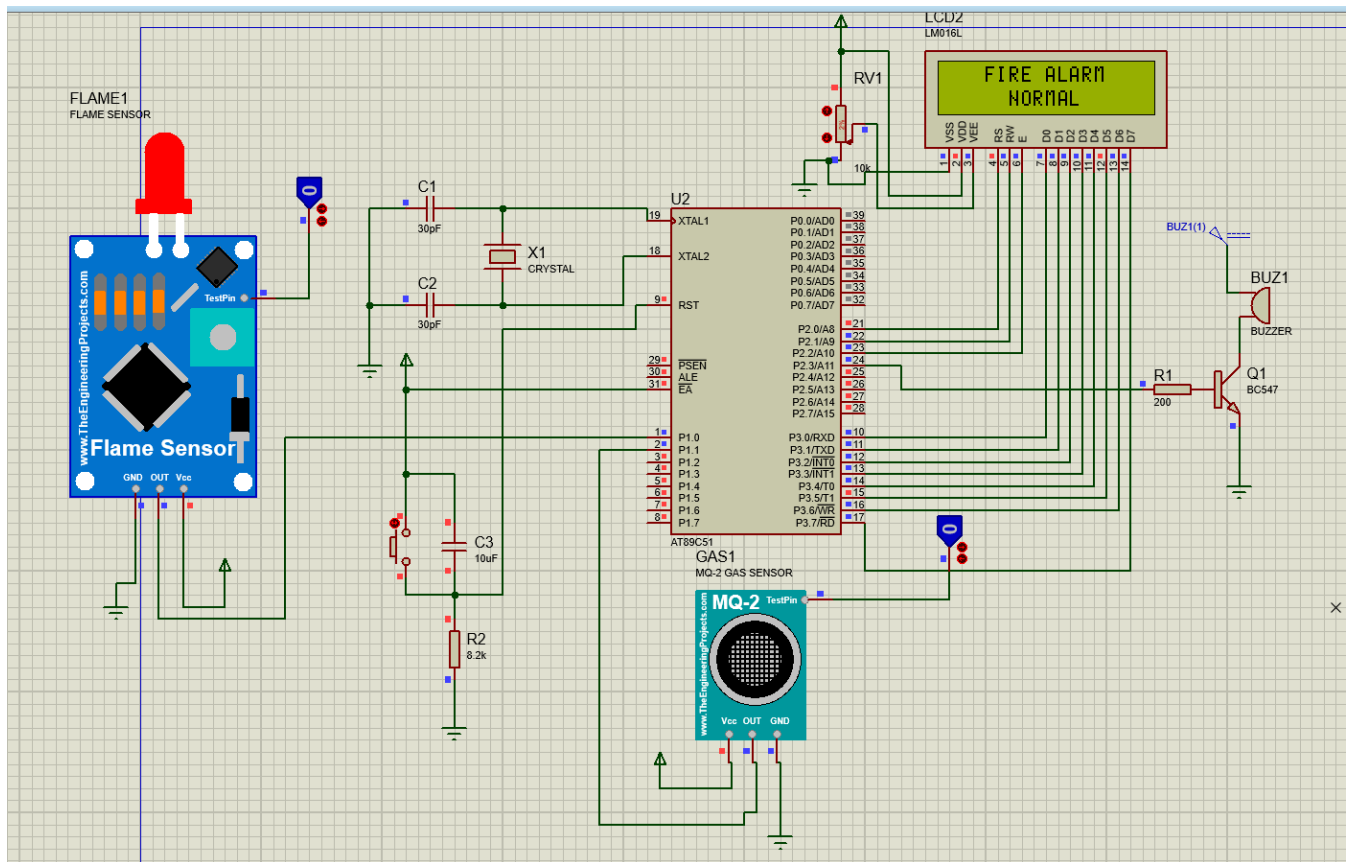 LCD2
LM016L
FIRE ALARM
NORMAL
VSS
VDD
VEE
RS
RW
E
D0
D1
D2
D3
D4
D5
D6
D7
1
2
3
4
5
6
7
8
9
10
11
12
13
14
RV1
2%
10k
FLAME1
FLAME SENSOR
0
TestPin
www.TheEngineeringProjects.com
Flame Sensor
GND
OUT
Vcc
C1
30pF
X1
CRYSTAL
C2
30pF
U2
19
XTAL1
18
XTAL2
9
RST
29
PSEN
30
ALE
31
EA
1
P1.0
2
P1.1
3
P1.2
4
P1.3
5
P1.4
6
P1.5
7
P1.6
8
P1.7
P0.0/AD0
39
P0.1/AD1
38
P0.2/AD2
37
P0.3/AD3
36
P0.4/AD4
35
P0.5/AD5
34
P0.6/AD6
33
P0.7/AD7
32
P2.0/A8
21
P2.1/A9
22
P2.2/A10
23
P2.3/A11
24
P2.4/A12
25
P2.5/A13
26
P2.6/A14
27
P2.7/A15
28
P3.0/RXD
10
P3.1/TXD
11
P3.2/INT0
12
P3.3/INT1
13
P3.4/T0
14
P3.5/T1
15
P3.6/WR
16
P3.7/RD
17
AT89C51
BUZ1(1)
BUZ1
BUZZER
R1
200
Q1
BC547
C3
10uF
R2
8.2k
GAS1
MQ-2 GAS SENSOR
0
MQ-2
TestPin
www.TheEngineeringProjects.com
Vcc
OUT
GND